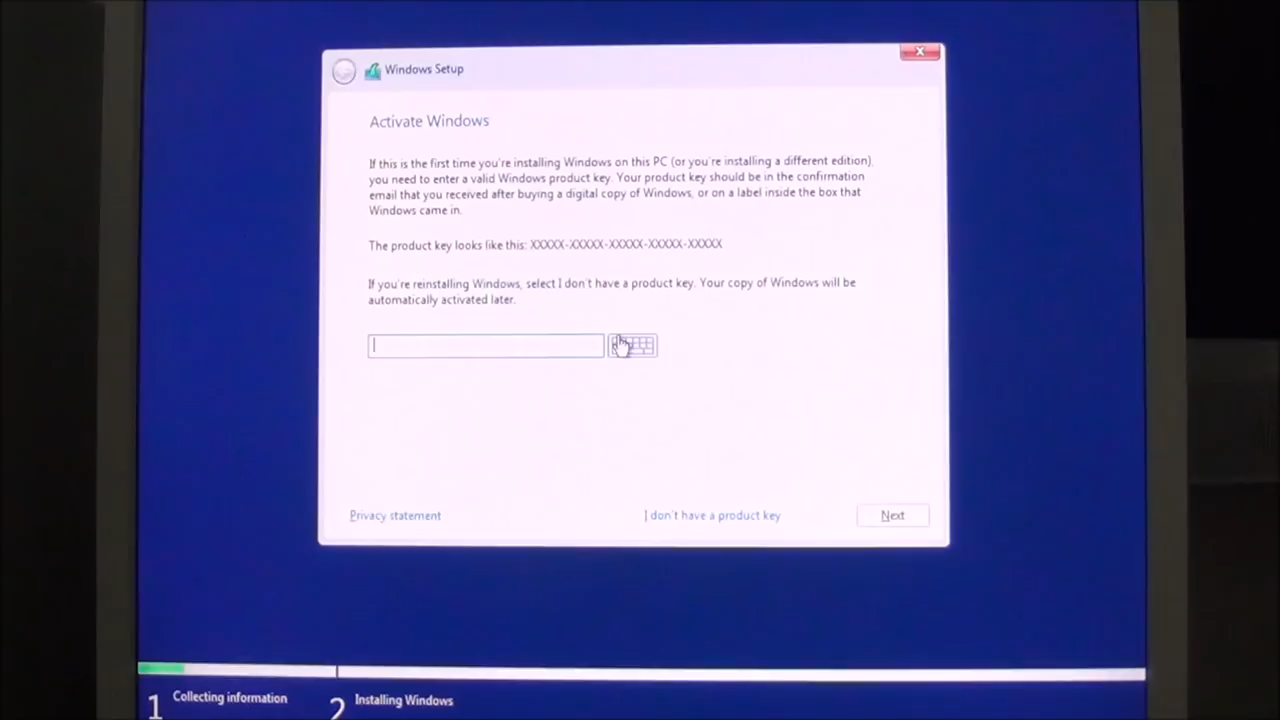 Windows Setup
Activate Windows
If this is the first time you're installing Windows on this PC (or you're installing a different edition),
you need to enter a valid Windows product key. Your product key should be in the confirmation
email that you received after buying a digital copy of Windows, or on a label inside the box that
Windows came in.
The product key looks like this: XXXXX-XXXXX-XXXXX-XXXXX-XXXXX
If you're reinstalling Windows, select I don't have a product key. Your copy of Windows will be
automatically activated later.
Privacy statement
I don't have a product key
Next
1 Collecting information
2 Installing Windows